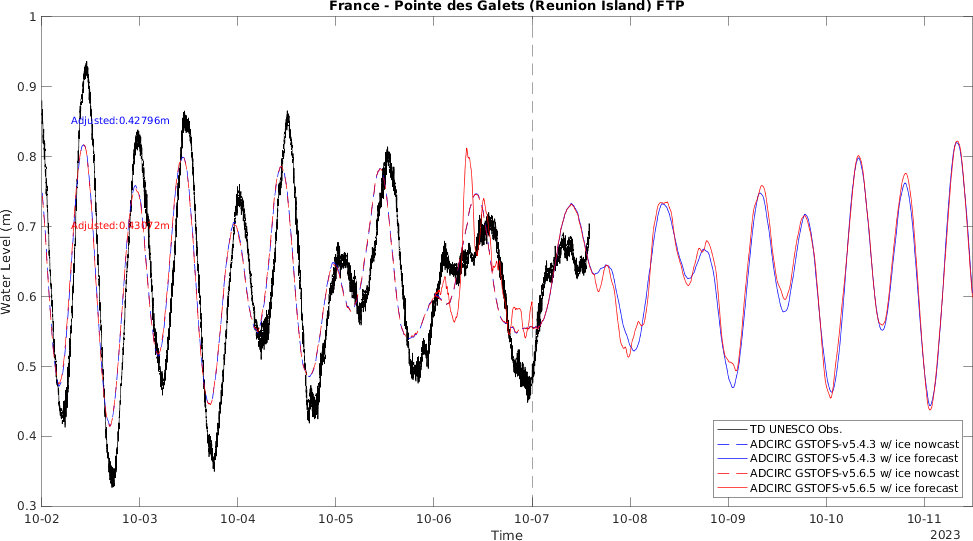 France - Pointe des Galets (Reunion Island) FTP
1
0.9
0.8
0.7
0.6
0.5
0.4
0.3
Water Level (m)
Adjusted:0.42796m
Adjusted:0.43072m
TD UNESCO Obs.
ADCIRC GSTOFS-v5.4.3 w/ ice nowcast
ADCIRC GSTOFS-v5.4.3 w/ ice forecast
ADCIRC GSTOFS-v5.6.5 w/ ice nowcast
ADCIRC GSTOFS-v5.6.5 w/ ice forecast
10-02 10-03 10-04 10-05 10-06 10-07 10-08 10-09 10-10 10-11
Time
2023